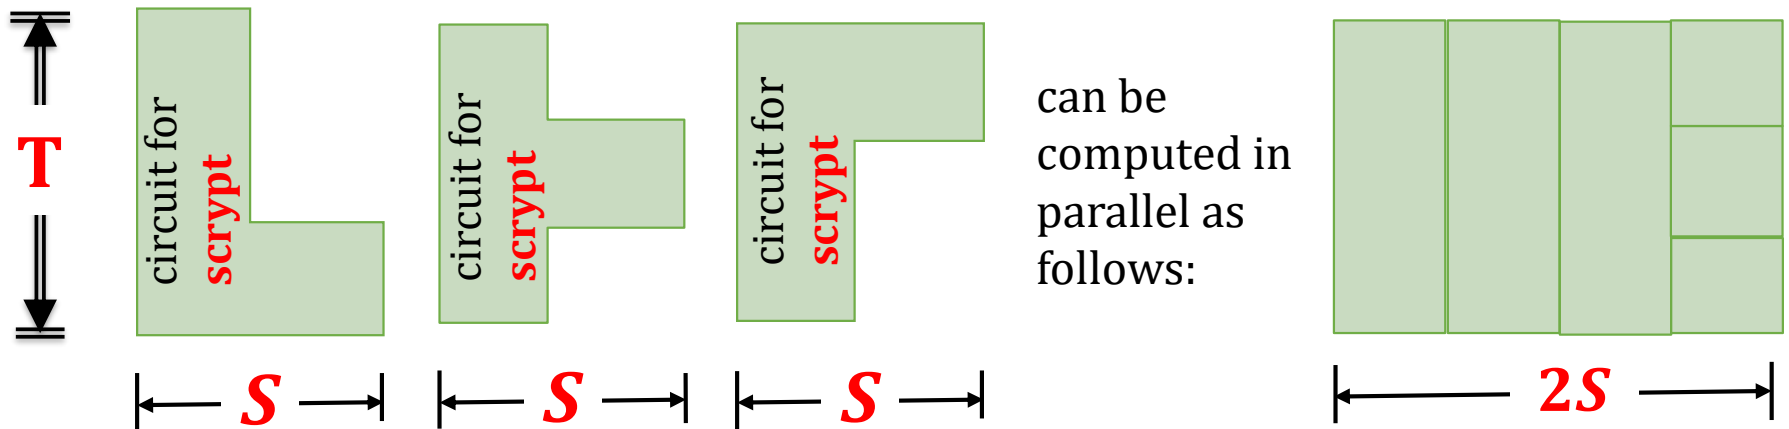 T
circuit for
scrypt
S
circuit for
scrypt
S
circuit for
scrypt
S
can be
computed in
parallel as
follows:
2S